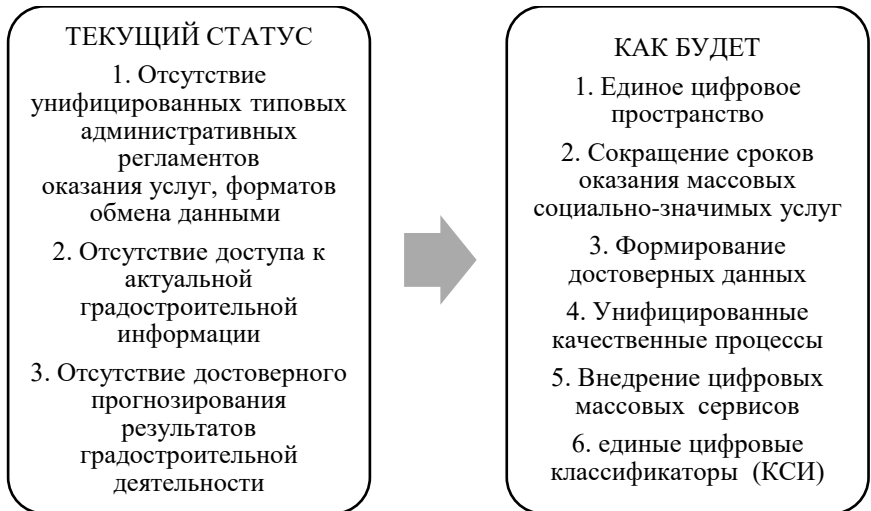 ТЕКУЩИЙ СТАТУС
1. Отсутствие
унифицированных типовых
административных
регламентов
оказания услуг, форматов
обмена данными
2. Отсутствие доступа к
актуальной
градостроительной
информации
3. Отсутствие достоверного
прогнозирования
результатов
градостроительной
деятельности
КАК БУДЕТ
1. Единое цифровое
пространство
2. Сокращение сроков
оказания массовых
социально-значимых услуг
3. Формирование
достоверных данных
4. Унифицированные
качественные процессы
5. Внедрение цифровых
массовых сервисов
6. единые цифровые
классификаторы (КСИ)